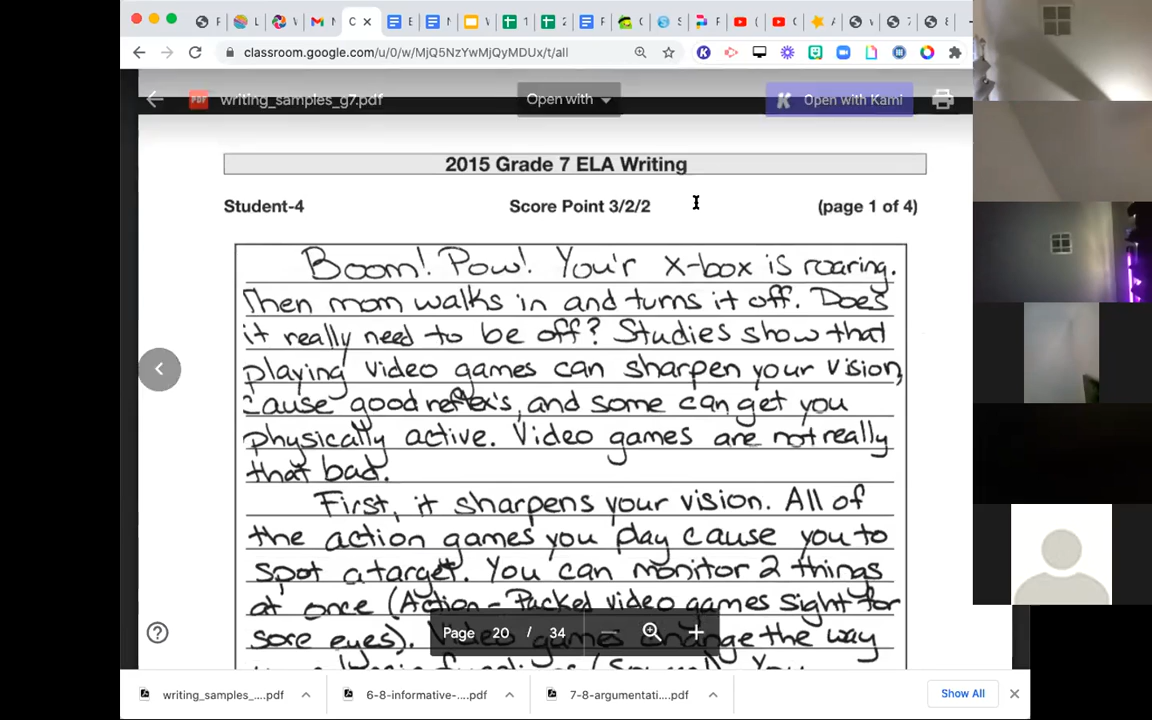 classroom.google.com/u/0/w/MjQ5NzYwMjQyMDUx/t/all
PDF writing_samples_g7.pdf
Open with
K Open with Kami
2015 Grade 7 ELA Writing
Student-4 Score Point 3/2/2 (page 1 of 4)
Boom! Pow! You'r X-box is roaring.
Then mom walks in and turns it off. Does
it really need to be off? Studies show that
playing video games can sharpen your vision,
cause good reflex's, and some can get you
physically active. Video games are not really
that bad.
First, it sharpens your vision. All of
the action games you play cause you to
spot a target. You can monitor 2 things
at once (Action-Packed video games sight for
sore eyes). Video games change the way
You
Page 20 / 34
writing_samples_....pdf
6-8-informative-....pdf
7-8-argumentati....pdf
Show All